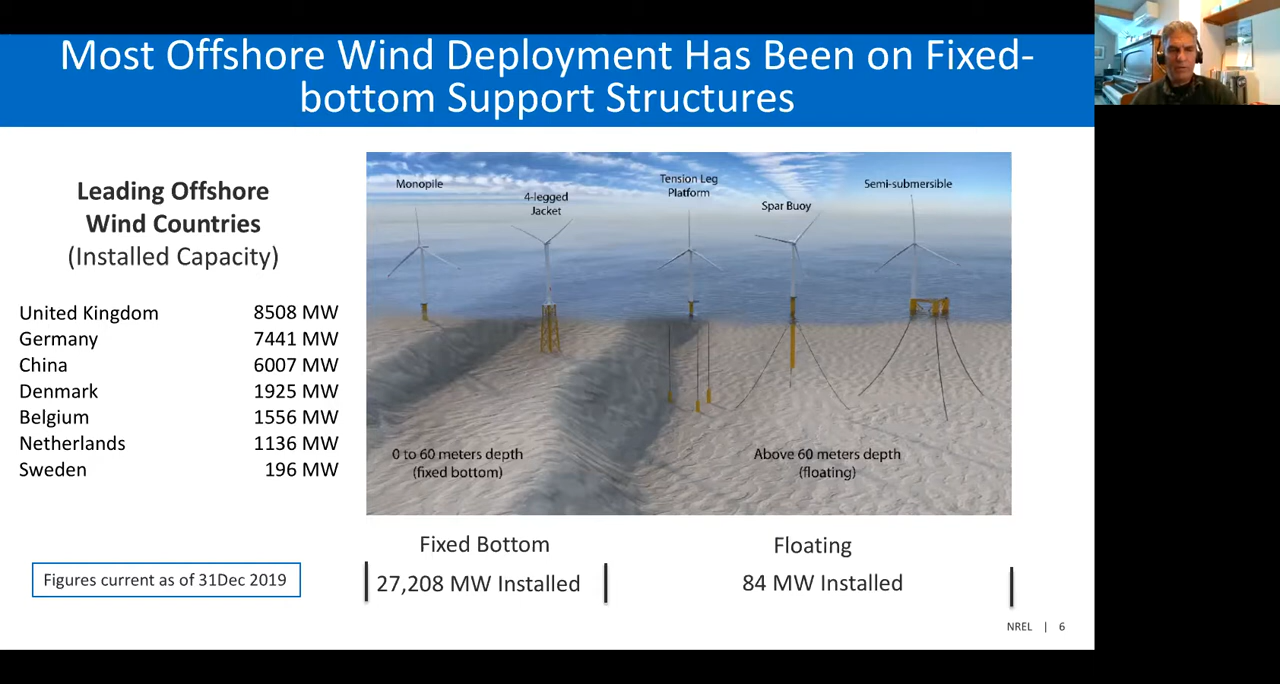 Most Offshore Wind Deployment Has Been on Fixed-
bottom Support Structures
Leading Offshore
Wind Countries
(Installed Capacity)
United Kingdom 8508 MW
Germany 7441 MW
China 6007 MW
Denmark 1925 MW
Belgium 1556 MW
Netherlands 1136 MW
Sweden 196 MW
Figures current as of 31Dec 2019
Monopile
4-legged
Jacket
Tension Leg
Platform
Spar Buoy
Semi-submersible
0 to 60 meters depth
(fixed bottom)
Above 60 meters depth
(floating)
Fixed Bottom
27,208 MW Installed
Floating
84 MW Installed
NREL | 6